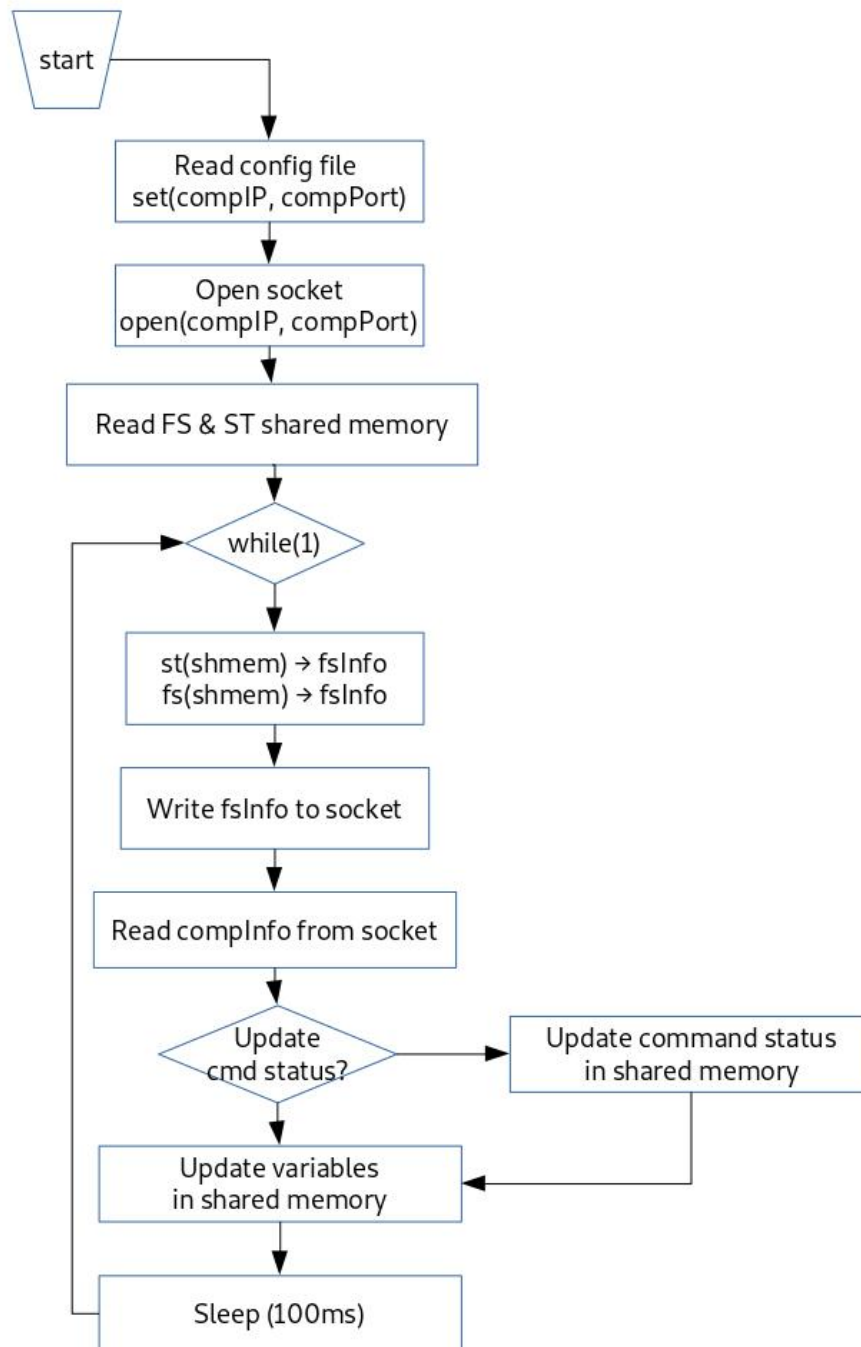 start
Read config file
set(compIP, compPort)
Open socket
open(compIP, compPort)
Read FS & ST shared memory
while(1)
st(shmem) → fsInfo
fs(shmem) → fsInfo
Write fsInfo to socket
Read compInfo from socket
Update
cmd status?
Update command status
in shared memory
Update variables
in shared memory
Sleep (100ms)